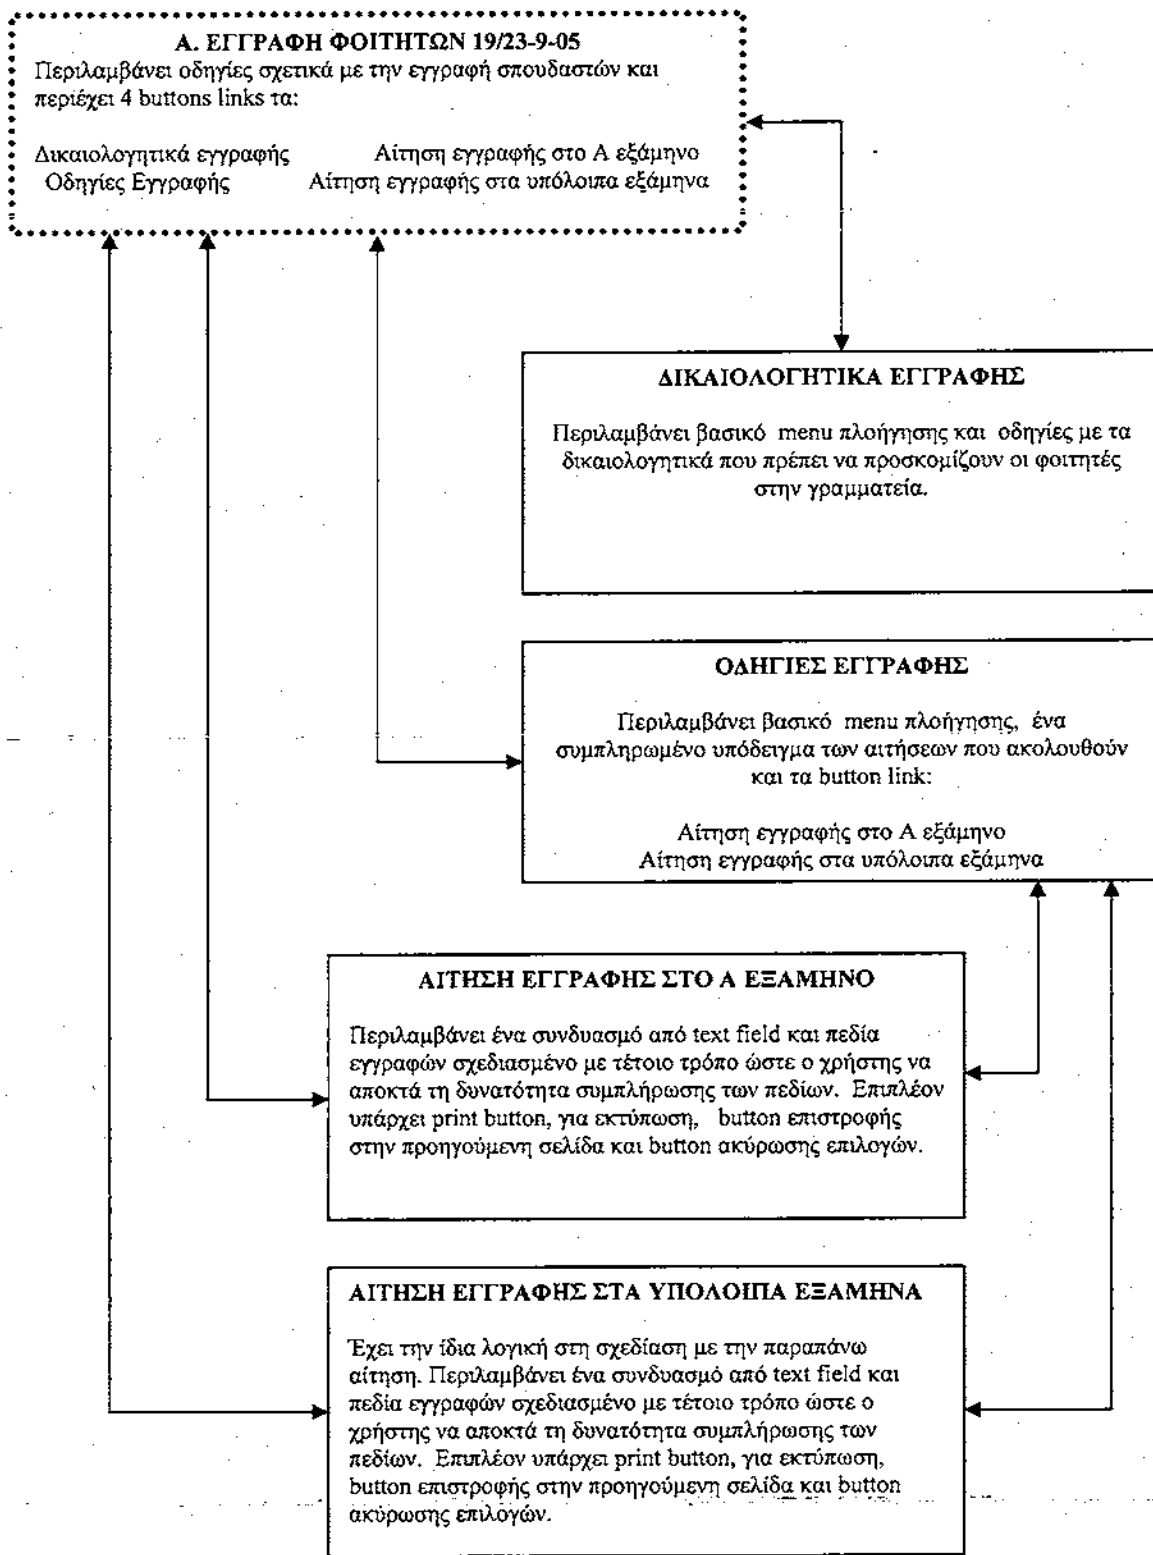 Α. ΕΓΓΡΑΦΗ ΦΟΙΤΗΤΩΝ 19/23-9-05
Περιλαμβάνει οδηγίες σχετικά με την εγγραφή σπουδαστών και
περιέχει 4 buttons links τα:
Δικαιολογητικά εγγραφής Αίτηση εγγραφής στο Α εξάμηνο
Οδηγίες Εγγραφής Αίτηση εγγραφής στα υπόλοιπα εξάμηνα
ΔΙΚΑΙΟΛΟΓΗΤΙΚΑ ΕΓΓΡΑΦΗΣ
Περιλαμβάνει βασικό menu πλοήγησης και οδηγίες με τα
δικαιολογητικά που πρέπει να προσκομίζουν οι φοιτητές
στην γραμματεία.
ΟΔΗΓΙΕΣ ΕΓΓΡΑΦΗΣ
Περιλαμβάνει βασικό menu πλοήγησης, ένα
συμπληρωμένο υπόδειγμα των αιτήσεων που ακολουθούν
και τα button link:
Αίτηση εγγραφής στο Α εξάμηνο
Αίτηση εγγραφής στα υπόλοιπα εξάμηνα
ΑΙΤΗΣΗ ΕΓΓΡΑΦΗΣ ΣΤΟ Α ΕΞΑΜΗΝΟ
Περιλαμβάνει ένα συνδυασμό από text field και πεδία
εγγραφών σχεδιασμένο με τέτοιο τρόπο ώστε ο χρήστης να
αποκτά τη δυνατότητα συμπλήρωσης των πεδίων. Επιπλέον
υπάρχει print button, για εκτύπωση, button επιστροφής
στην προηγούμενη σελίδα και button ακύρωσης επιλογών.
ΑΙΤΗΣΗ ΕΓΓΡΑΦΗΣ ΣΤΑ ΥΠΟΛΟΙΠΑ ΕΞΑΜΗΝΑ
Έχει την ίδια λογική στη σχεδίαση με την παραπάνω
αίτηση. Περιλαμβάνει ένα συνδυασμό από text field και
πεδία εγγραφών σχεδιασμένο με τέτοιο τρόπο ώστε ο
χρήστης να αποκτά τη δυνατότητα συμπλήρωσης των
πεδίων. Επιπλέον υπάρχει print button, για εκτύπωση,
button επιστροφής στην προηγούμενη σελίδα και button
ακύρωσης επιλογών.